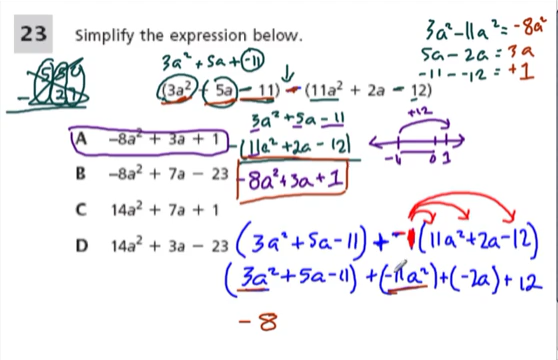 23 Simplify the expression below.
3a² + 5a + -11
(3a² + 5a − 11) − (11a² + 2a − 12)
3a² − 11a² = -8a²
5a − 2a = 3a
-11 − -12 = +1
A −8a² + 3a + 1
B −8a² + 7a − 23
C 14a² + 7a + 1
D 14a² + 3a − 23
3a² + 5a − 11
-(11a² + 2a − 12)
-8a² + 3a + 1
+12
0 1
(3a² + 5a − 11) + -1(11a² + 2a − 12)
(3a² + 5a − 11) + (-11a²) + (-2a) + 12
-8